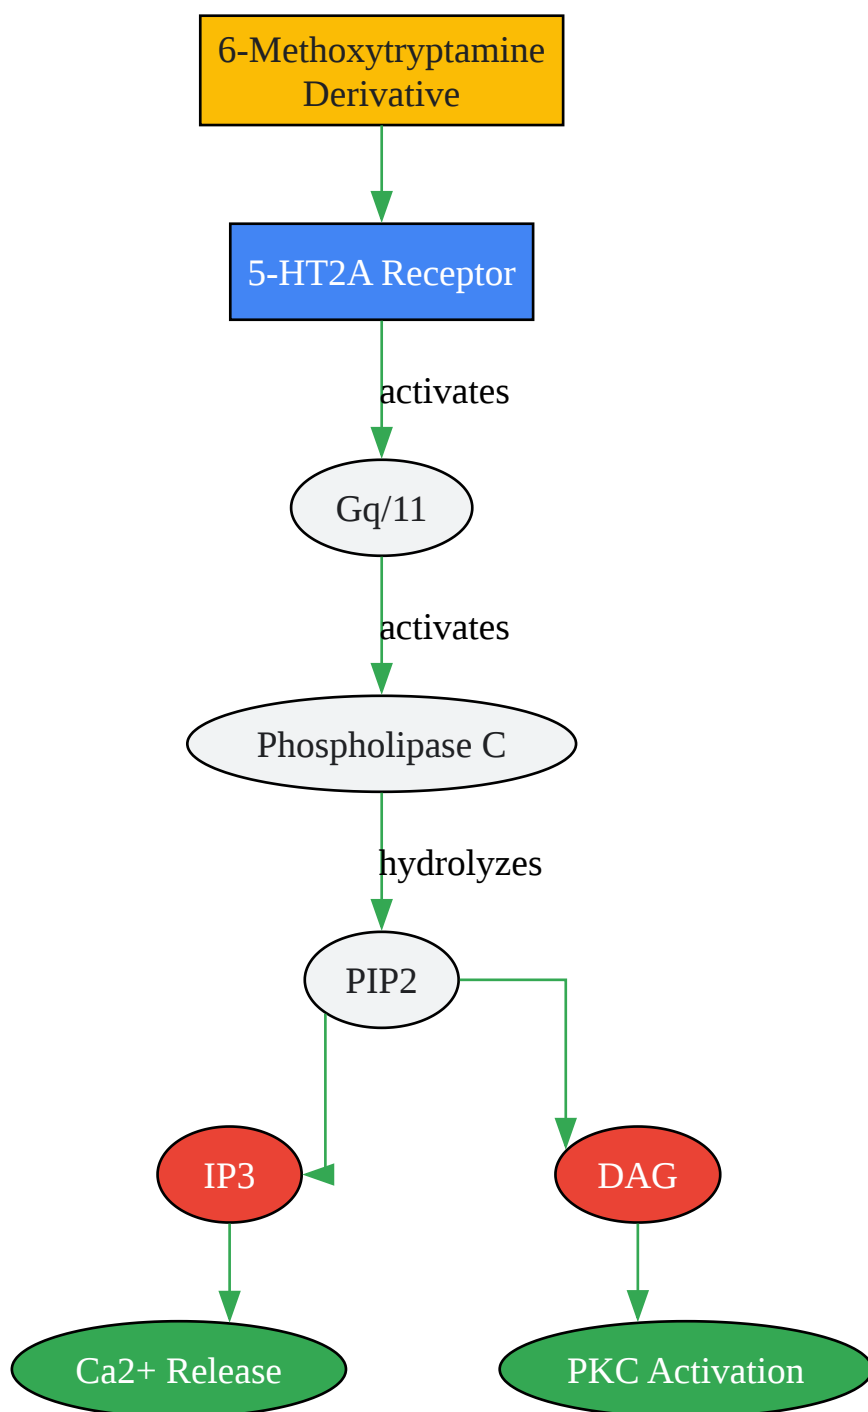 6-Methoxytryptamine
Derivative
5-HT2A Receptor
activates
Gq/11
activates
Phospholipase C
hydrolyzes
PIP2
IP3
DAG
Ca2+ Release
PKC Activation